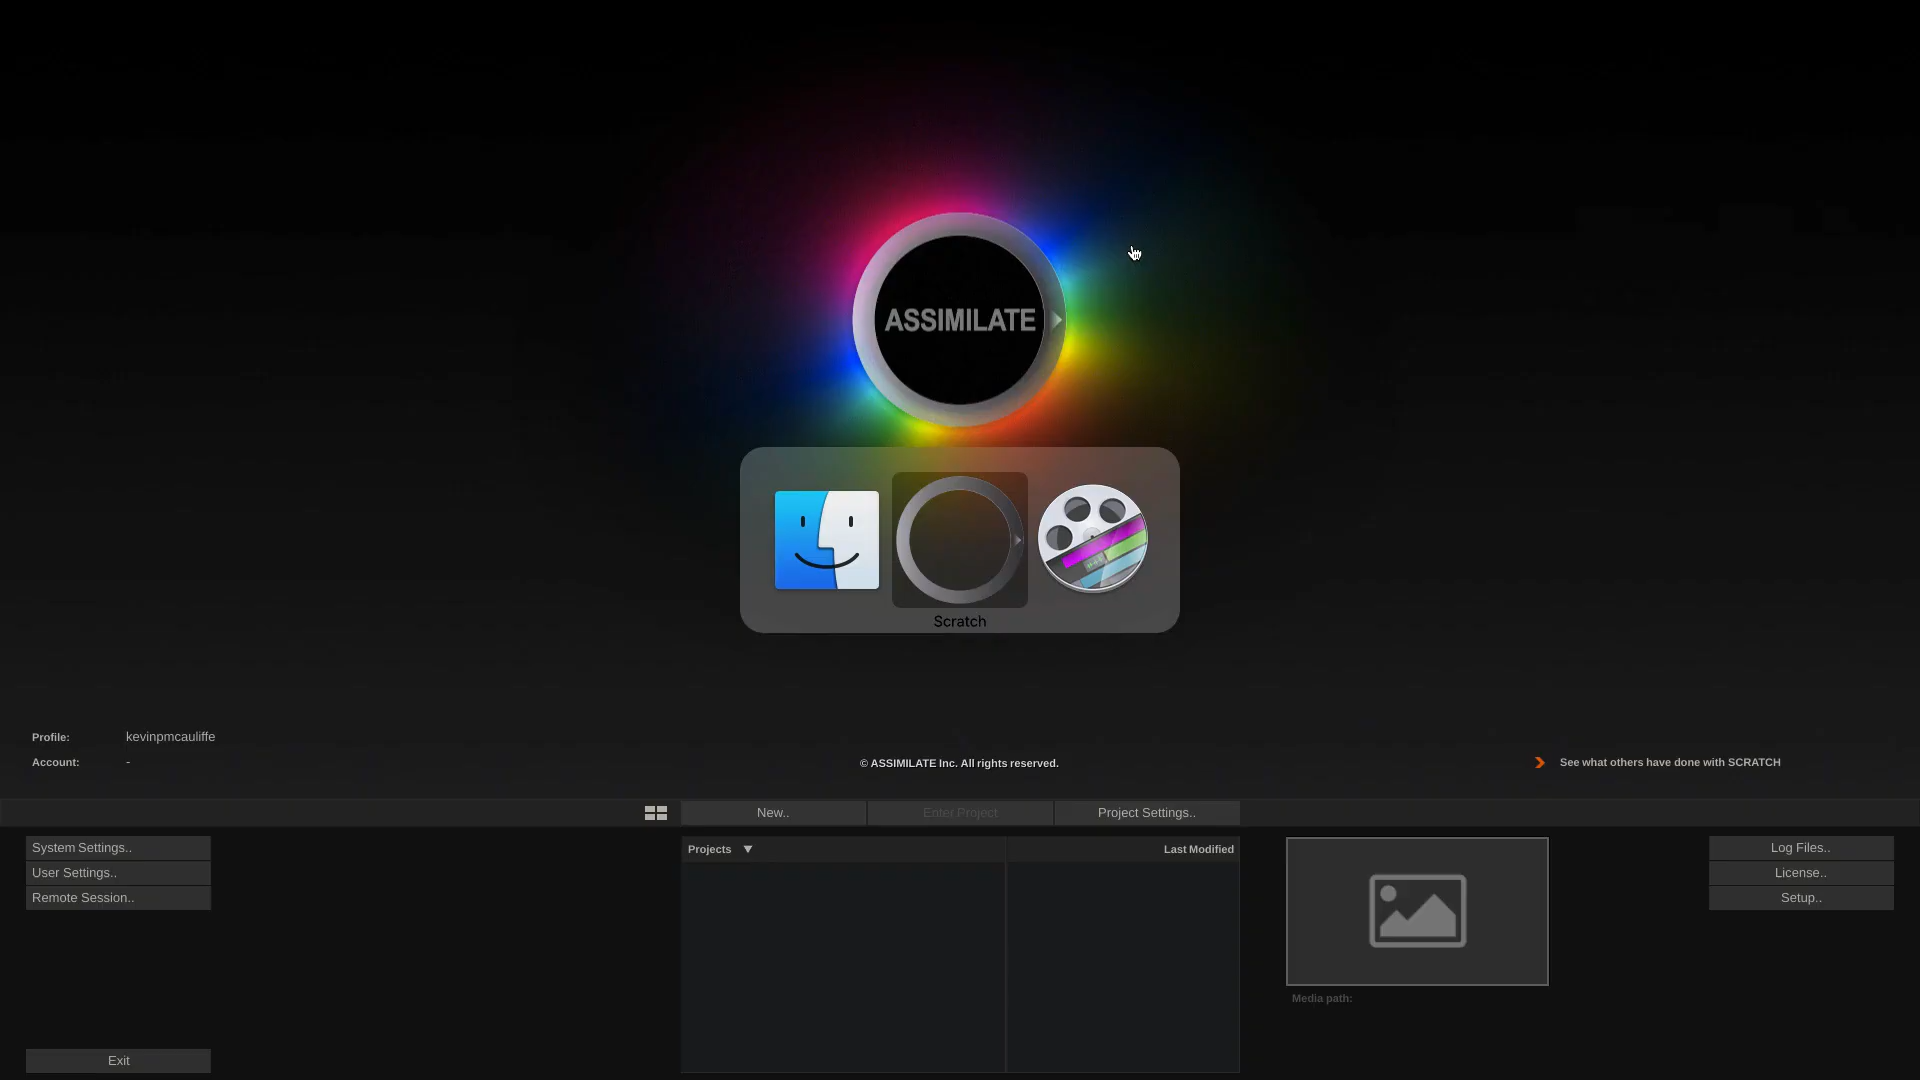 ASSIMILATE
Scratch
Profile: kevinpmcauliffe
Account: -
© ASSIMILATE Inc. All rights reserved.
See what others have done with SCRATCH
New.. Enter Project Project Settings..
System Settings..
User Settings..
Remote Session..
Exit
Projects Last Modified
Media path:
Log Files..
License..
Setup..